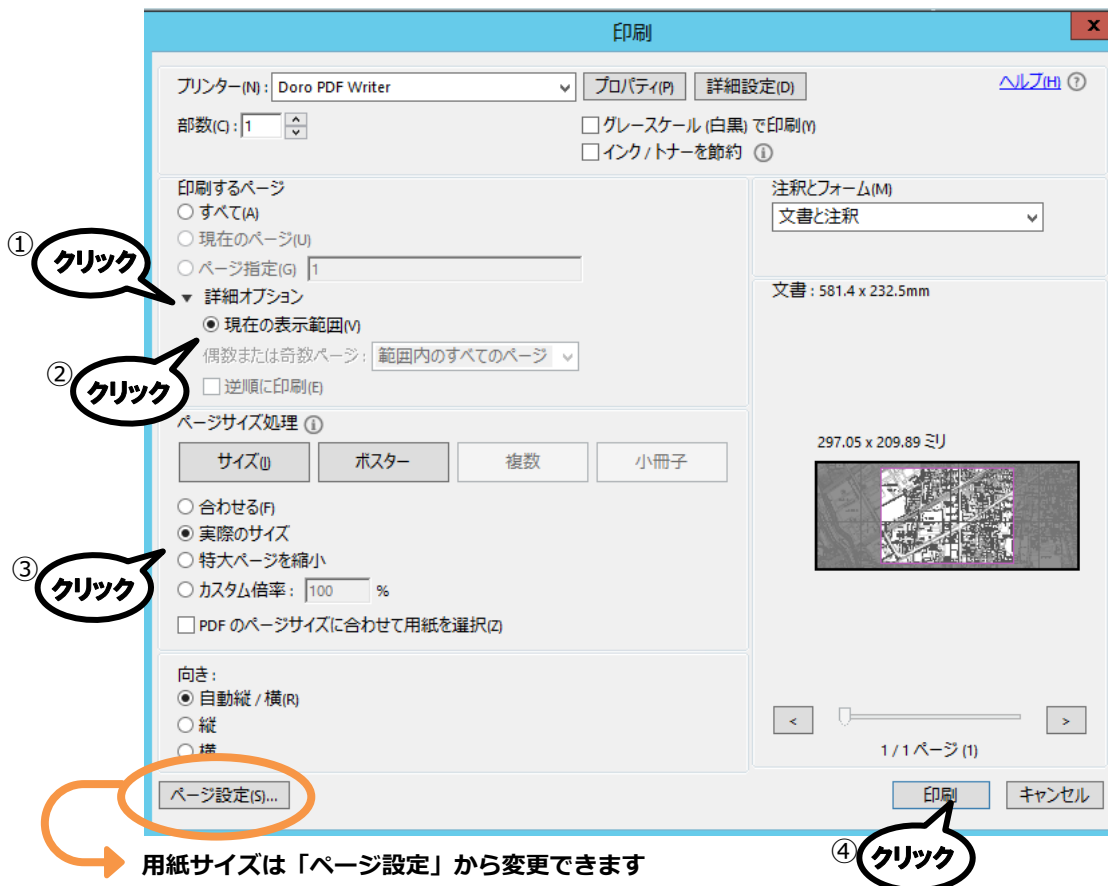 印刷
x
プリンター(N) : Doro PDF Writer プロパティ(P) 詳細設定(D) ヘルプ(H) ?
部数(C) : 1 グレースケール (白黒) で印刷(Y)
インク / トナーを節約 i
印刷するページ
すべて(A)
現在のページ(U)
ページ指定(G) 1
① クリック
▼ 詳細オプション
現在の表示範囲(V)
偶数または奇数ページ : 範囲内のすべてのページ
② クリック
逆順に印刷(E)
ページサイズ処理 i
サイズ(I) ポスター 複数 小冊子
合わせる(F)
実際のサイズ
特大ページを縮小
③ クリック
カスタム倍率 : 100 %
PDF のページサイズに合わせて用紙を選択(Z)
向き :
自動縦 / 横(R)
縦
横
ページ設定(S)...
注釈とフォーム(M)
文書と注釈
文書 : 581.4 x 232.5mm
297.05 x 209.89 ミリ
< >
1 / 1 ページ (1)
印刷 キャンセル
④ クリック
用紙サイズは「ページ設定」から変更できます